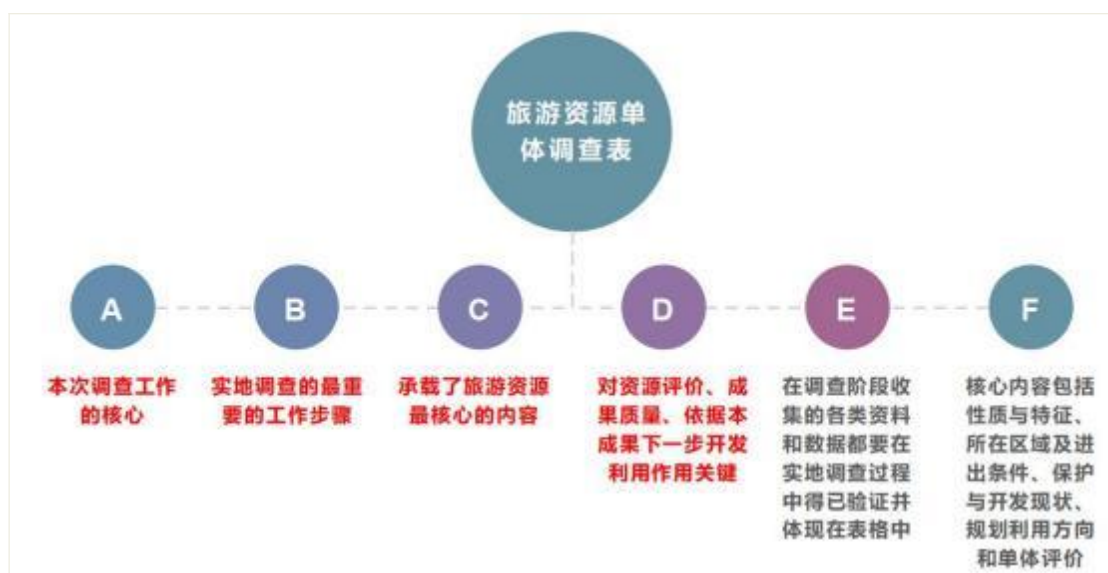 旅游资源单
体调查表
A
B
C
D
E
F
本次调查工作
的核心
实地调查的最重
要的工作步骤
承载了旅游资源
最核心的内容
对资源评价、成
果质量、依据本
成果下一步开发
利用作用关键
在调查阶段收
集的各类资料
和数据都要在
实地调查过程
中得已验证并
体现在表格中
核心内容包括
性质与特征、
所在区域及进
出条件、保护
与开发现状、
规划利用方向
和单体评价